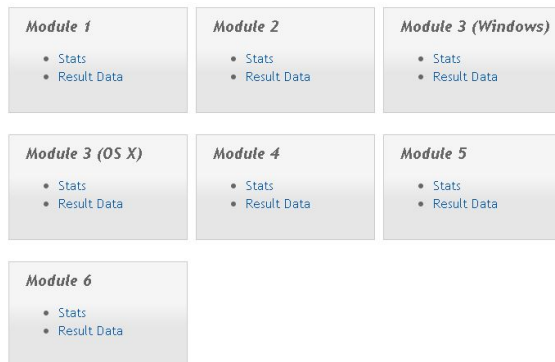 Module 1
Stats
Result Data
Module 2
Stats
Result Data
Module 3 (Windows)
Stats
Result Data
Module 3 (OS X)
Stats
Result Data
Module 4
Stats
Result Data
Module 5
Stats
Result Data
Module 6
Stats
Result Data